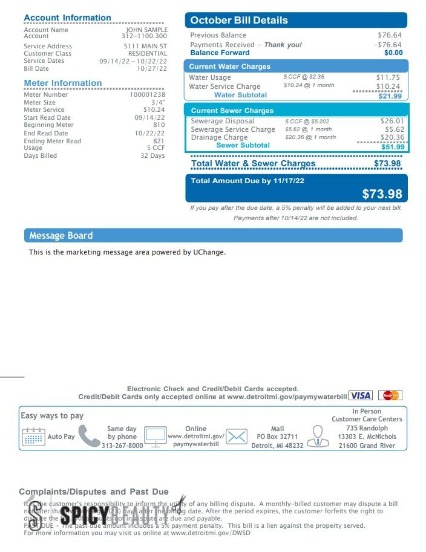 Account Information
Account Name JOHN SAMPLE
Account 312-1100.300
Service Address 5111 MAIN ST
Customer Class RESIDENTIAL
Service Dates 09/14/22 - 10/22/22
Bill Date 10/27/22
Meter Information
Meter Number 100001238
Meter Size 3/4"
Meter Service $10.24
Start Read Date 09/14/22
Beginning Meter 810
End Read Date 10/22/22
Ending Meter Read 821
Usage 5 CCF
Days Billed 32 Days
October Bill Details
Previous Balance $76.64
Payments Received - Thank you! -$76.64
Balance Forward $0.00
Current Water Charges
Water Usage 5 CCF @ $2.35 $11.75
Water Service Charge $10.24 @ 1 month $10.24
Water Subtotal $21.99
Current Sewer Charges
Sewerage Disposal 5 CCF @ $5.202 $26.01
Sewerage Service Charge $5.62 @ 1 month $5.62
Drainage Charge $20.36 @ 1 month $20.36
Sewer Subtotal $51.99
Total Water & Sewer Charges $73.98
Total Amount Due by 11/17/22
$73.98
If you pay after the due date, a 5% penalty will be added to your next bill.
Payments after 10/14/22 are not included.
Message Board
This is the marketing message area powered by UChange.
Electronic Check and Credit/Debit Cards accepted.
Credit/Debit Cards only accepted online at www.detroitmi.gov/paymywaterbill VISA
Easy ways to pay
Auto Pay
Same day
by phone
313-267-8000
Online
www.detroitmi.gov/
paymywaterbill
Mail
PO Box 32711
Detroit, MI 48232
In Person
Customer Care Centers
735 Randolph
13303 E. McNichols
21600 Grand River
Complaints/Disputes and Past Due
customer's responsibility to inform the utility of any billing dispute. A monthly-billed customer may dispute a bill
after the bill date. After the period expires, the customer forfeits the right to
are due and payable.
SPICYBEAUTY
Past due amount includes a 5% payment penalty. This bill is a lien against the property served.
For more information you may visit us online at www.detroitmi.gov/DWSD